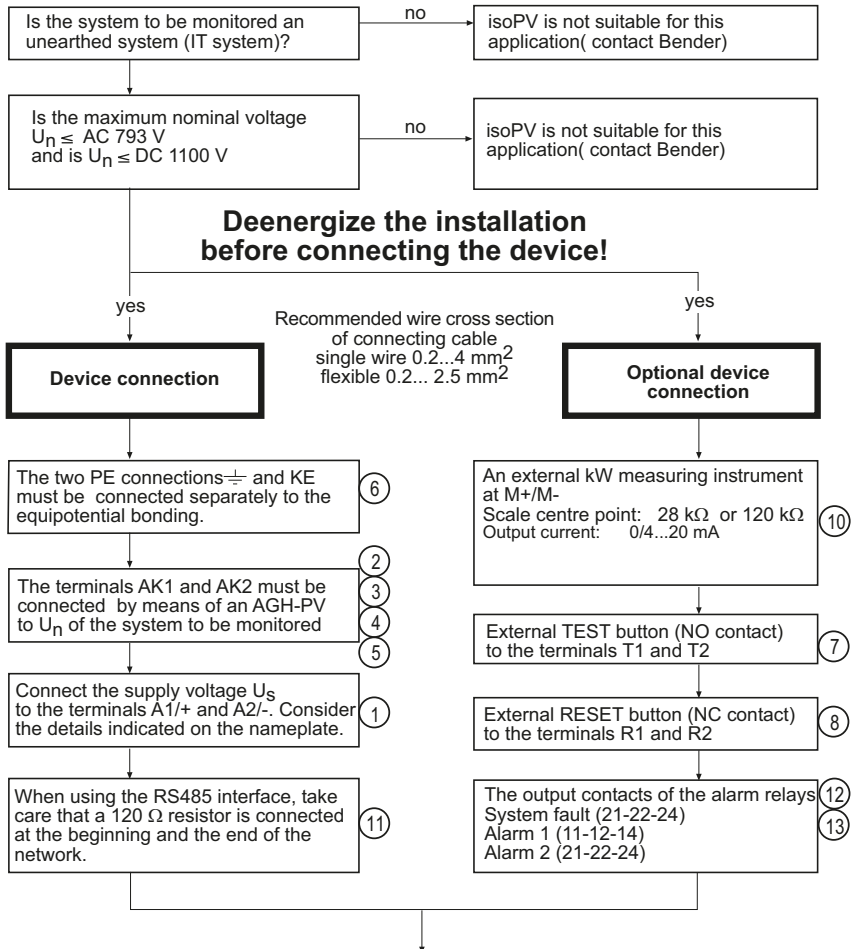 Is the system to be monitored an
unearthed system (IT system)?
no
isoPV is not suitable for this
application( contact Bender)
Is the maximum nominal voltage
Un ≤ AC 793 V
and is Un ≤ DC 1100 V
no
isoPV is not suitable for this
application( contact Bender)
Deenergize the installation
before connecting the device!
yes
yes
Recommended wire cross section
of connecting cable
single wire 0.2...4 mm2
flexible 0.2... 2.5 mm2
Device connection
Optional device
connection
The two PE connections ⏚ and KE
must be connected separately to the
equipotential bonding.
6
The terminals AK1 and AK2 must be
connected by means of an AGH-PV
to Un of the system to be monitored
2
3
4
5
Connect the supply voltage Us
to the terminals A1/+ and A2/-. Consider
the details indicated on the nameplate.
1
When using the RS485 interface, take
care that a 120 Ω resistor is connected
at the beginning and the end of the
network.
11
An external kW measuring instrument
at M+/M-
Scale centre point: 28 kΩ or 120 kΩ
Output current: 0/4...20 mA
10
External TEST button (NO contact)
to the terminals T1 and T2
7
External RESET button (NC contact)
to the terminals R1 and R2
8
The output contacts of the alarm relays
System fault (21-22-24)
Alarm 1 (11-12-14)
Alarm 2 (21-22-24)
12
13